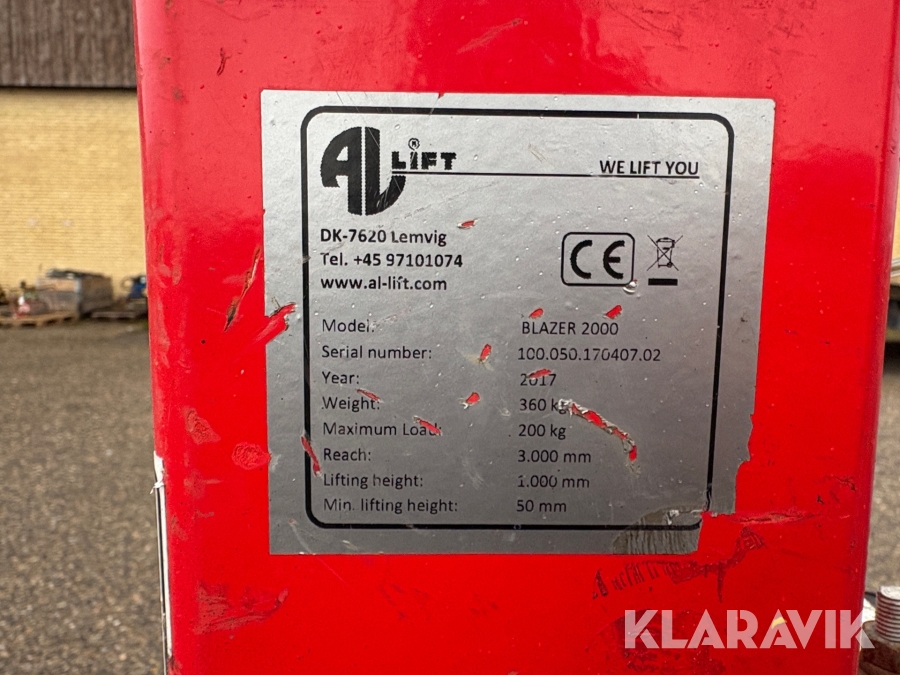 AL LIFT ®
WE LIFT YOU
DK-7620 Lemvig
Tel. +45 97101074
www.al-lift.com
CE
Model: BLAZER 2000
Serial number: 100.050.170407.02
Year: 2017
Weight: 360 kg
Maximum Load: 200 kg
Reach: 3.000 mm
Lifting height: 1.000 mm
Min. lifting height: 50 mm
KLARAVIK